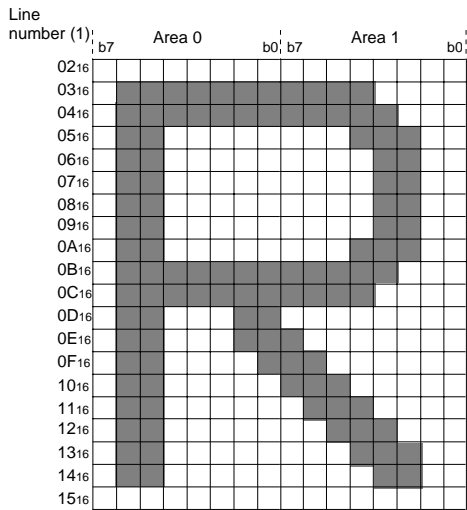 Line
number (1)
b7 Area 0 b0 b7 Area 1 b0
02₁₆
03₁₆
04₁₆
05₁₆
06₁₆
07₁₆
08₁₆
09₁₆
0A₁₆
0B₁₆
0C₁₆
0D₁₆
0E₁₆
0F₁₆
10₁₆
11₁₆
12₁₆
13₁₆
14₁₆
15₁₆